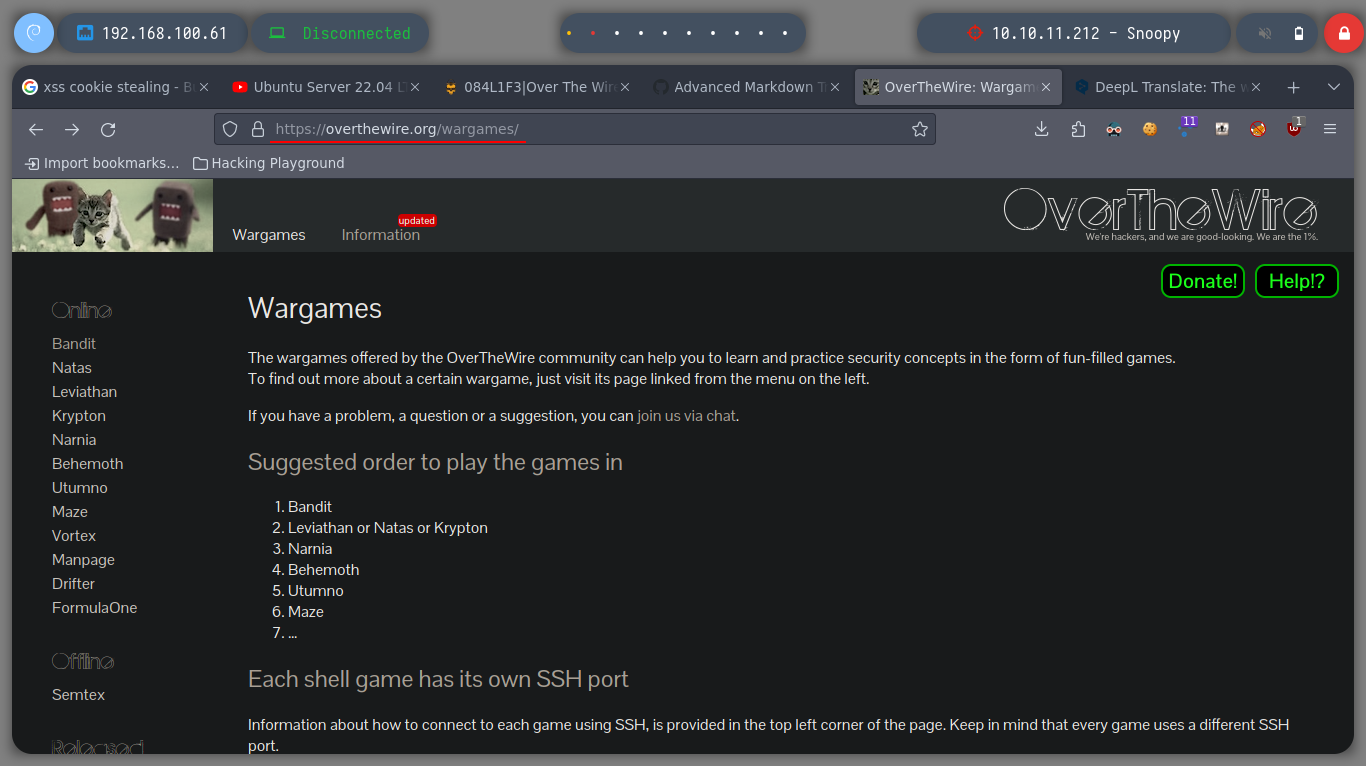 192.168.100.61
Disconnected
10.10.11.212 - Snoopy
xss cookie stealing - B
Ubuntu Server 22.04 L
084L1F3|Over The Wir
Advanced Markdown T
OverTheWire: Wargam
DeepL Translate: The w
https://overthewire.org/wargames/
11
1
Import bookmarks...
Hacking Playground
updated
Wargames
Information
OverTheWire
We're hackers, and we are good-looking. We are the 1%.
Donate!
Help!?
Online
Bandit
Natas
Leviathan
Krypton
Narnia
Behemoth
Utumno
Maze
Vortex
Manpage
Drifter
FormulaOne
Offline
Semtex
Released
Wargames
The wargames offered by the OverTheWire community can help you to learn and practice security concepts in the form of fun-filled games.
To find out more about a certain wargame, just visit its page linked from the menu on the left.
If you have a problem, a question or a suggestion, you can join us via chat.
Suggested order to play the games in
1. Bandit
2. Leviathan or Natas or Krypton
3. Narnia
4. Behemoth
5. Utumno
6. Maze
7. ...
Each shell game has its own SSH port
Information about how to connect to each game using SSH, is provided in the top left corner of the page. Keep in mind that every game uses a different SSH
port.